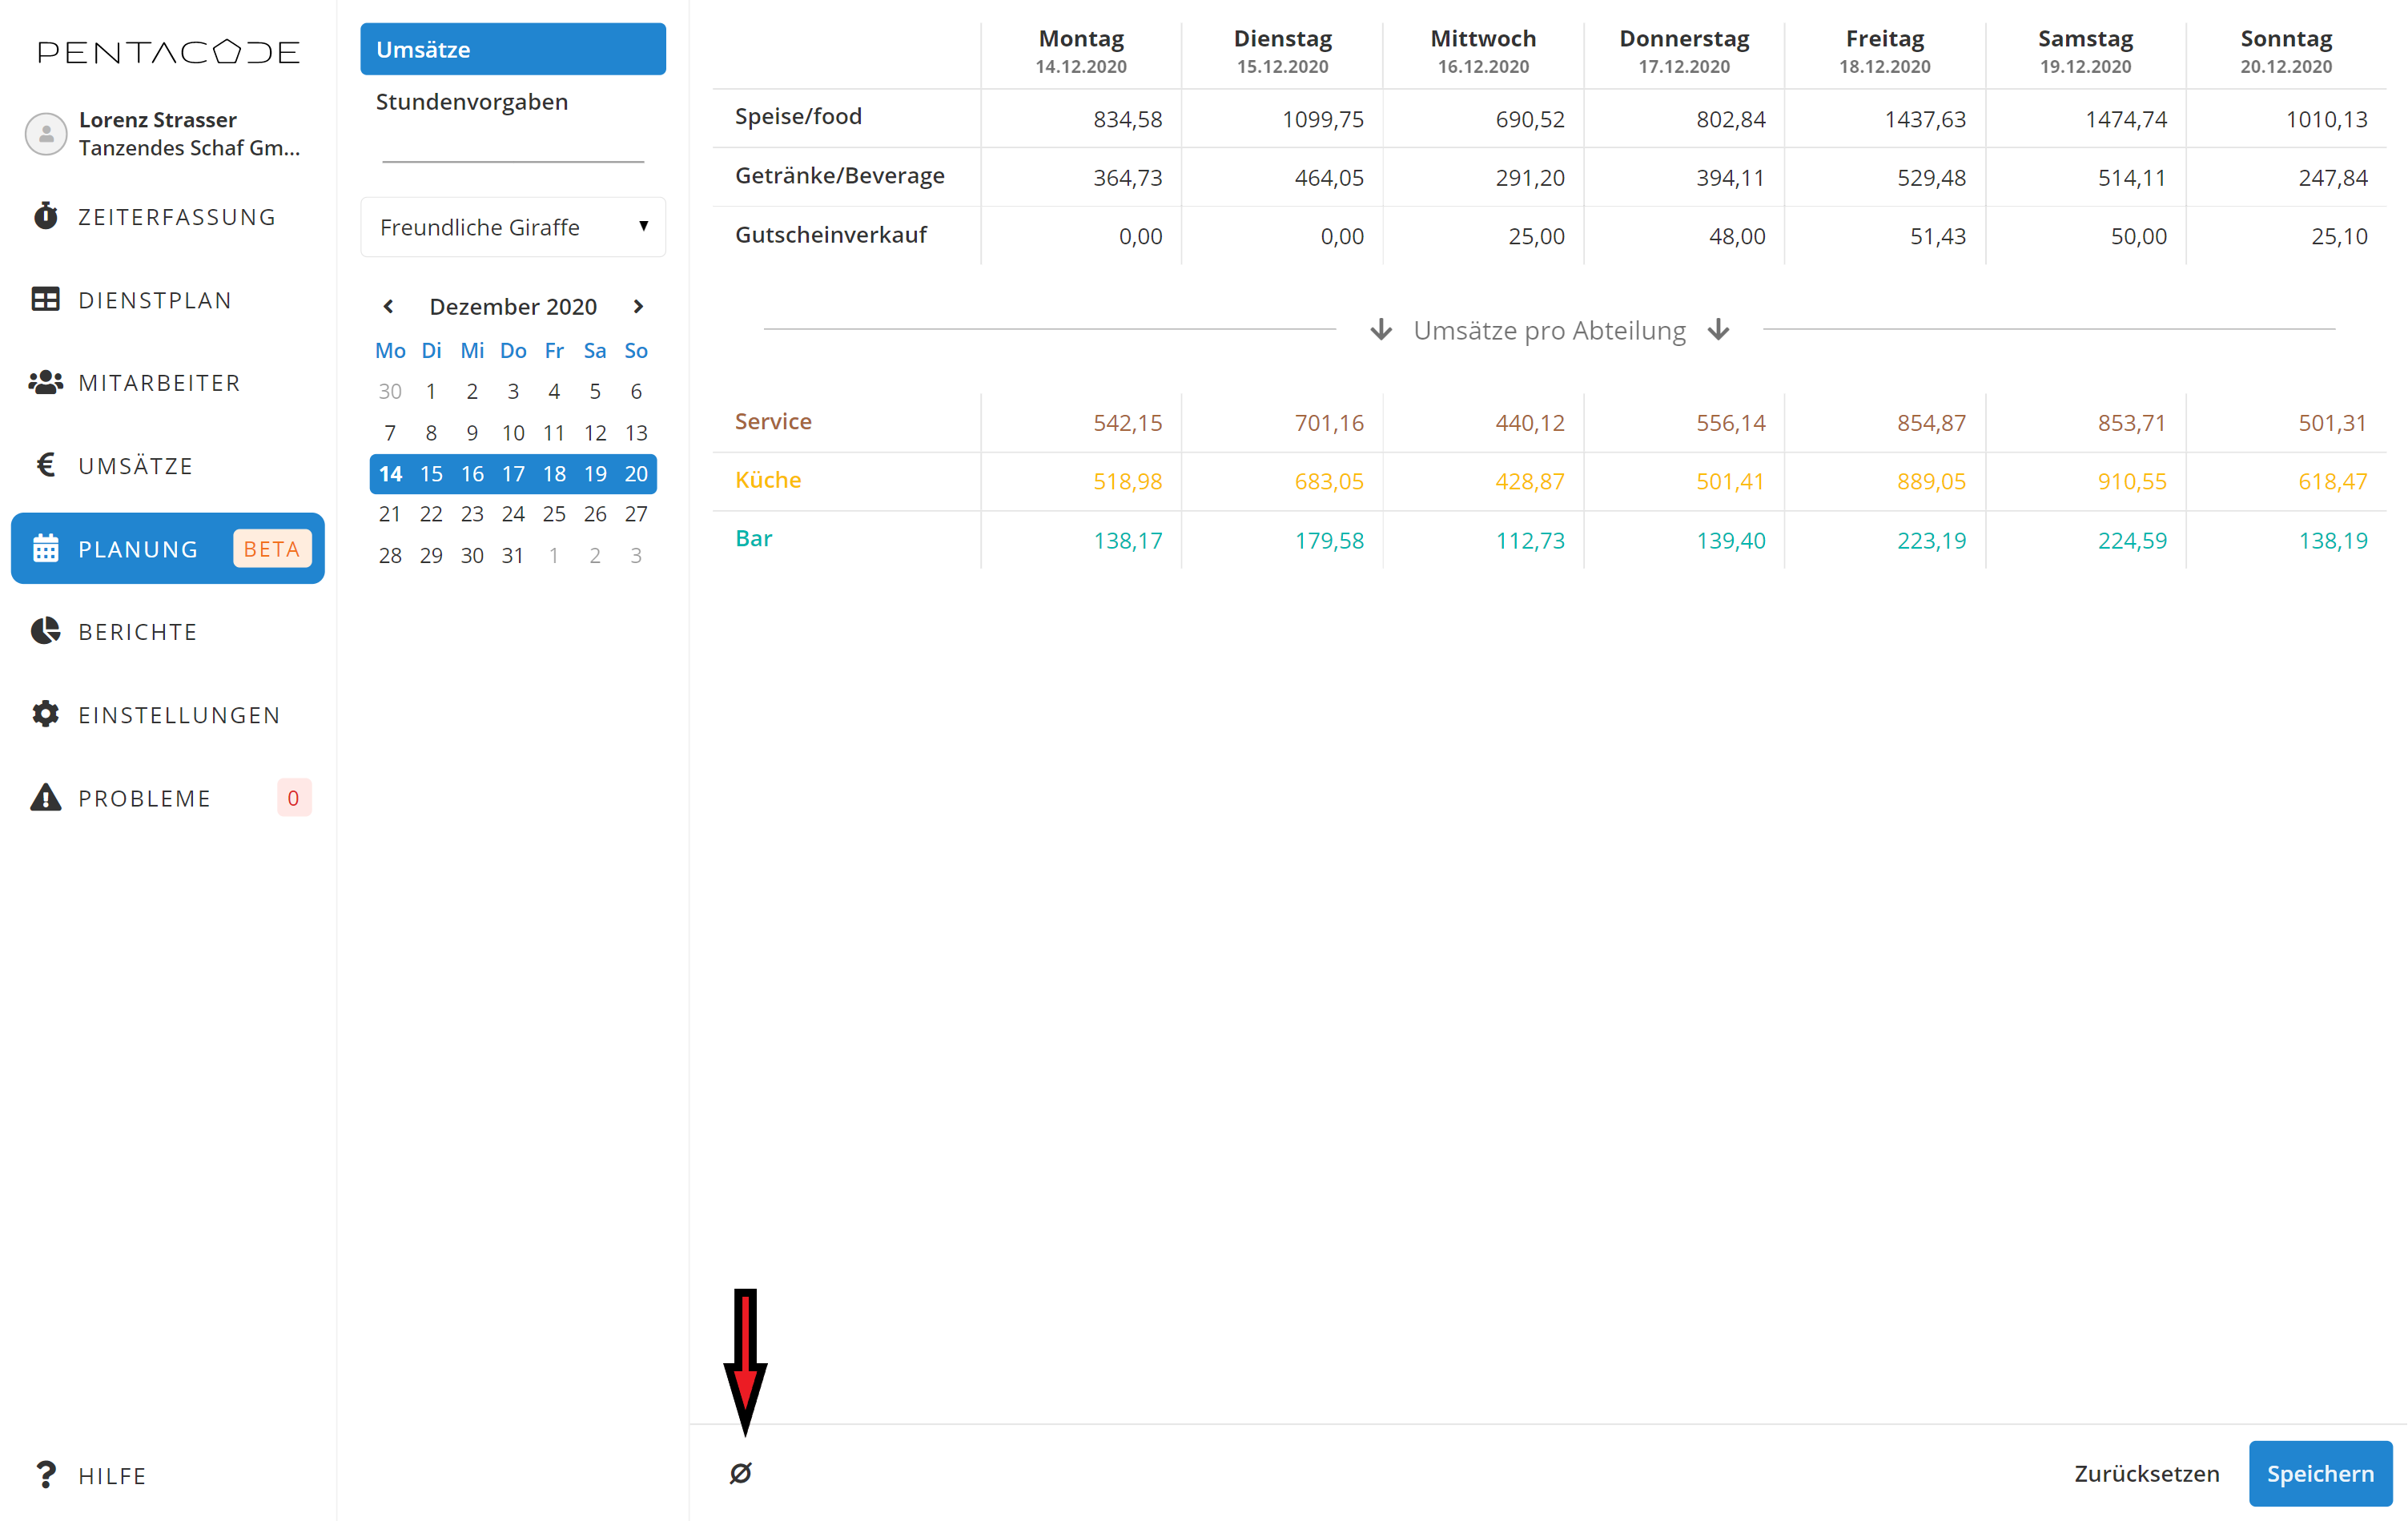 PENTACODE
Lorenz Strasser
Tanzendes Schaf Gm...
ZEITERFASSUNG
DIENSTPLAN
MITARBEITER
€ UMSÄTZE
PLANUNG BETA
BERICHTE
EINSTELLUNGEN
PROBLEME 0
? HILFE
Umsätze
Stundenvorgaben
Freundliche Giraffe
Dezember 2020
Mo Di Mi Do Fr Sa So
30 1 2 3 4 5 6
7 8 9 10 11 12 13
14 15 16 17 18 19 20
21 22 23 24 25 26 27
28 29 30 31 1 2 3
Montag Dienstag Mittwoch Donnerstag Freitag Samstag Sonntag
14.12.2020 15.12.2020 16.12.2020 17.12.2020 18.12.2020 19.12.2020 20.12.2020
Speise/food 834,58 1099,75 690,52 802,84 1437,63 1474,74 1010,13
Getränke/Beverage 364,73 464,05 291,20 394,11 529,48 514,11 247,84
Gutscheinverkauf 0,00 0,00 25,00 48,00 51,43 50,00 25,10
Umsätze pro Abteilung
Service 542,15 701,16 440,12 556,14 854,87 853,71 501,31
Küche 518,98 683,05 428,87 501,41 889,05 910,55 618,47
Bar 138,17 179,58 112,73 139,40 223,19 224,59 138,19
Ø
Zurücksetzen Speichern